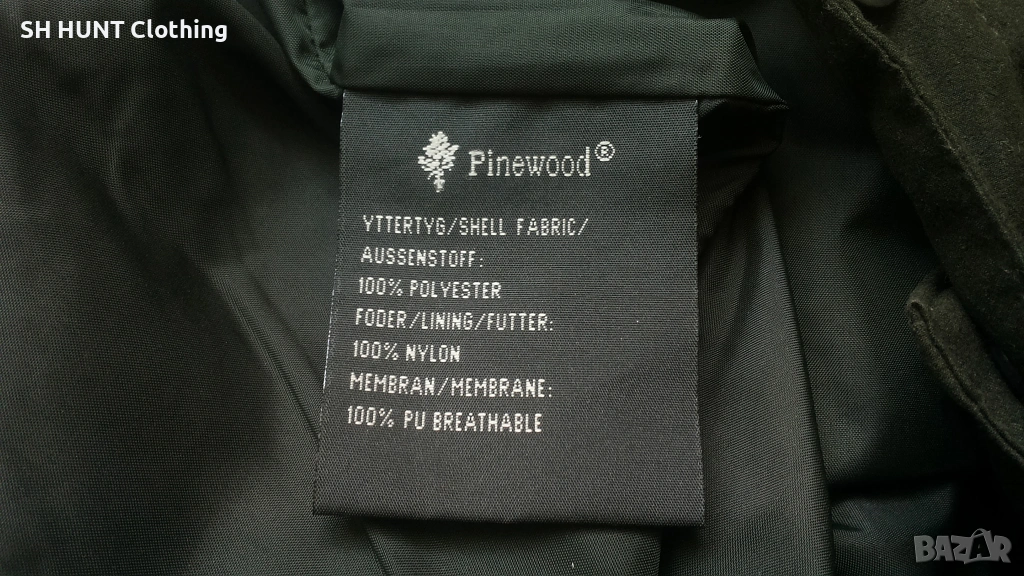 SH HUNT Clothing
Pinewood®
YTTERTYG/SHELL FABRIC/
AUSSENSTOFF:
100% POLYESTER
FODER/LINING/FUTTER:
100% NYLON
MEMBRAN/MEMBRANE:
100% PU BREATHABLE
BAZAR